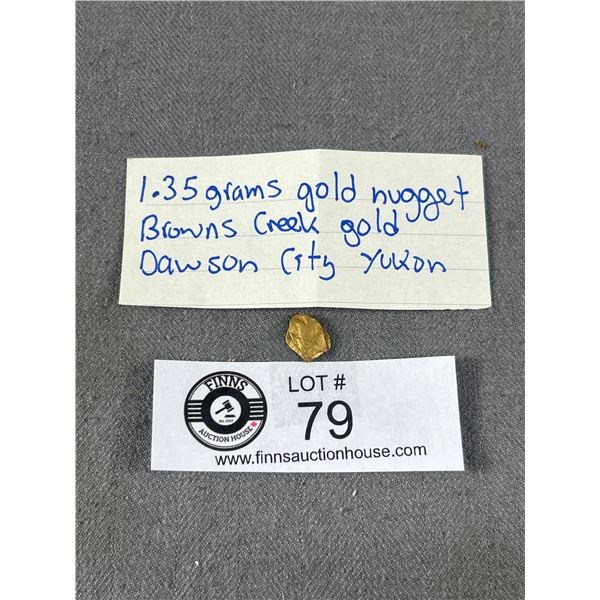 1.35 grams gold nugget
Browns Creek gold
Dawson City Yukon
FINNS
AUCTION HOUSE
LOT #
79
www.finnsauctionhouse.com